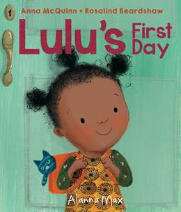 Anna McQuinn • Rosalind Beardshaw
Lulu's First Day
Alanna Max